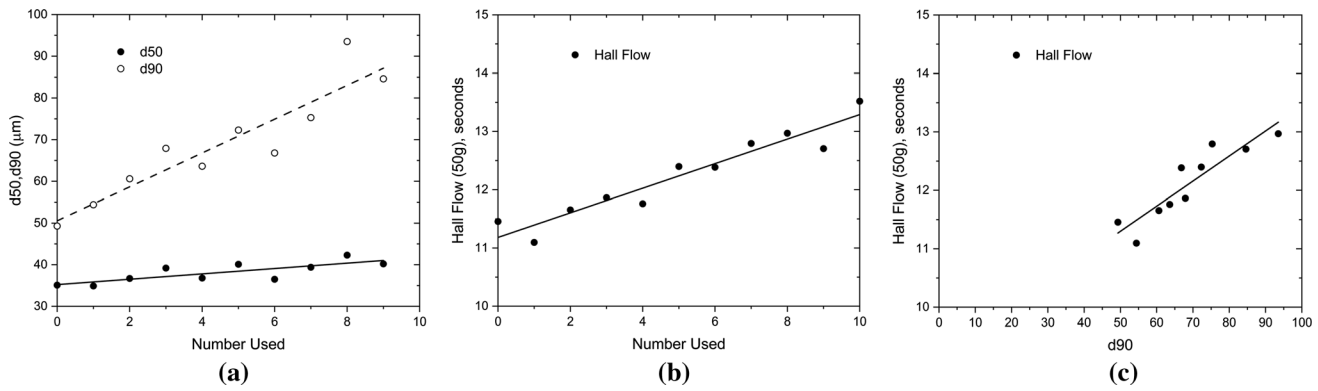 100
90
80
70
60
50
40
30
d50,d90 (μm)
d50
d90
0 2 4 6 8 10
Number Used
(a)
15
14
13
12
11
10
Hall Flow (50g), seconds
Hall Flow
0 2 4 6 8 10
Number Used
(b)
15
14
13
12
11
10
Hall Flow (50g), seconds
Hall Flow
0 10 20 30 40 50 60 70 80 90 100
d90
(c)